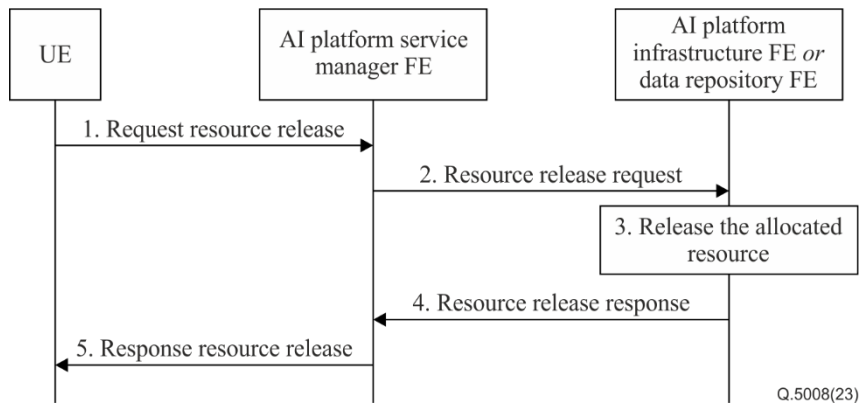 UE
AI platform service
manager FE
AI platform
infrastructure FE or
data repository FE
1. Request resource release
2. Resource release request
3. Release the allocated
resource
4. Resource release response
5. Response resource release
Q.5008(23)